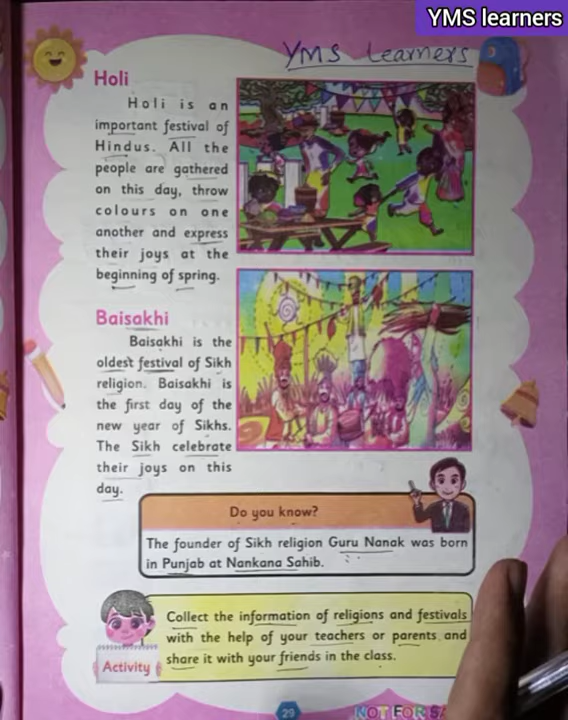 YMS learners
YMS Learners
Holi
Holi is an
important festival of
Hindus. All the
people are gathered
on this day, throw
colours on one
another and express
their joys at the
beginning of spring.
Baisakhi
Baisakhi is the
oldest festival of Sikh
religion. Baisakhi is
the first day of the
new year of Sikhs.
The Sikh celebrate
their joys on this
day.
Do you know?
The founder of Sikh religion Guru Nanak was born
in Punjab at Nankana Sahib.
Collect the information of religions and festivals
with the help of your teachers or parents and
share it with your friends in the class.
Activity
29
NOT FOR SA